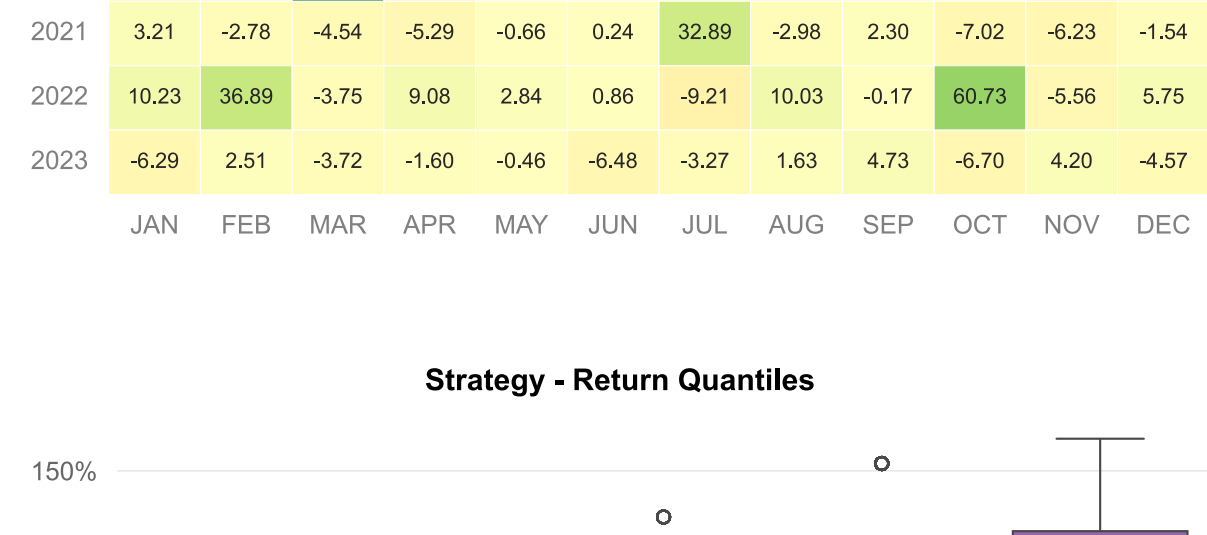 2021 3.21 -2.78 -4.54 -5.29 -0.66 0.24 32.89 -2.98 2.30 -7.02 -6.23 -1.54
2022 10.23 36.89 -3.75 9.08 2.84 0.86 -9.21 10.03 -0.17 60.73 -5.56 5.75
2023 -6.29 2.51 -3.72 -1.60 -0.46 -6.48 -3.27 1.63 4.73 -6.70 4.20 -4.57
JAN FEB MAR APR MAY JUN JUL AUG SEP OCT NOV DEC
Strategy - Return Quantiles
150%